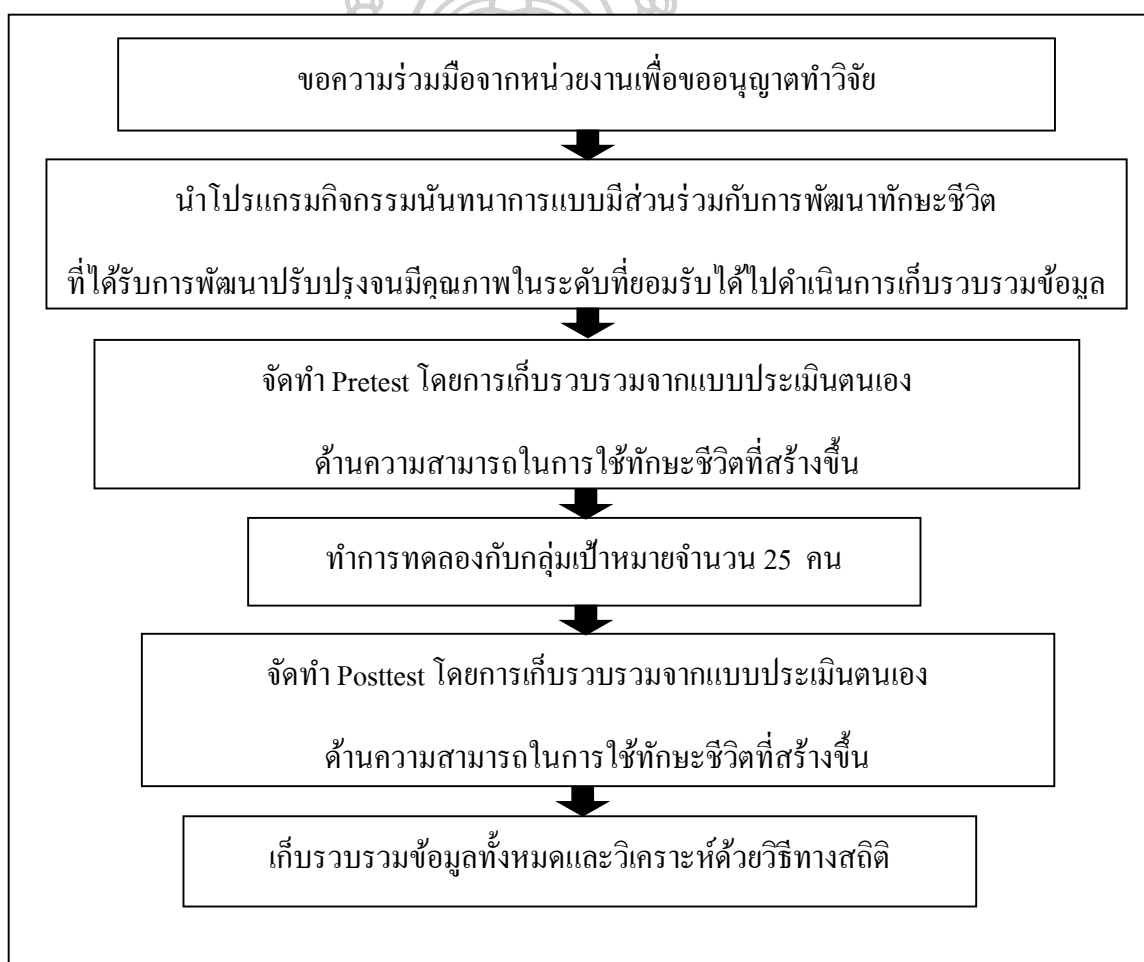 ขอความร่วมมือจากหน่วยงานเพื่อขออนุญาตทำวิจัย
นำโปรแกรมกิจกรรมนันทนาการแบบมีส่วนร่วมกับการพัฒนาทักษะชีวิต
ที่ได้รับการพัฒนาปรับปรุงจนมีคุณภาพในระดับที่ยอมรับได้ไปดำเนินการเก็บรวบรวมข้อมูล
จัดทำ Pretest โดยการเก็บรวบรวมจากแบบประเมินตนเอง
ด้านความสามารถในการใช้ทักษะชีวิตที่สร้างขึ้น
ทำการทดลองกับกลุ่มเป้าหมายจำนวน 25 คน
จัดทำ Posttest โดยการเก็บรวบรวมจากแบบประเมินตนเอง
ด้านความสามารถในการใช้ทักษะชีวิตที่สร้างขึ้น
เก็บรวบรวมข้อมูลทั้งหมดและวิเคราะห์ด้วยวิธีทางสถิติ